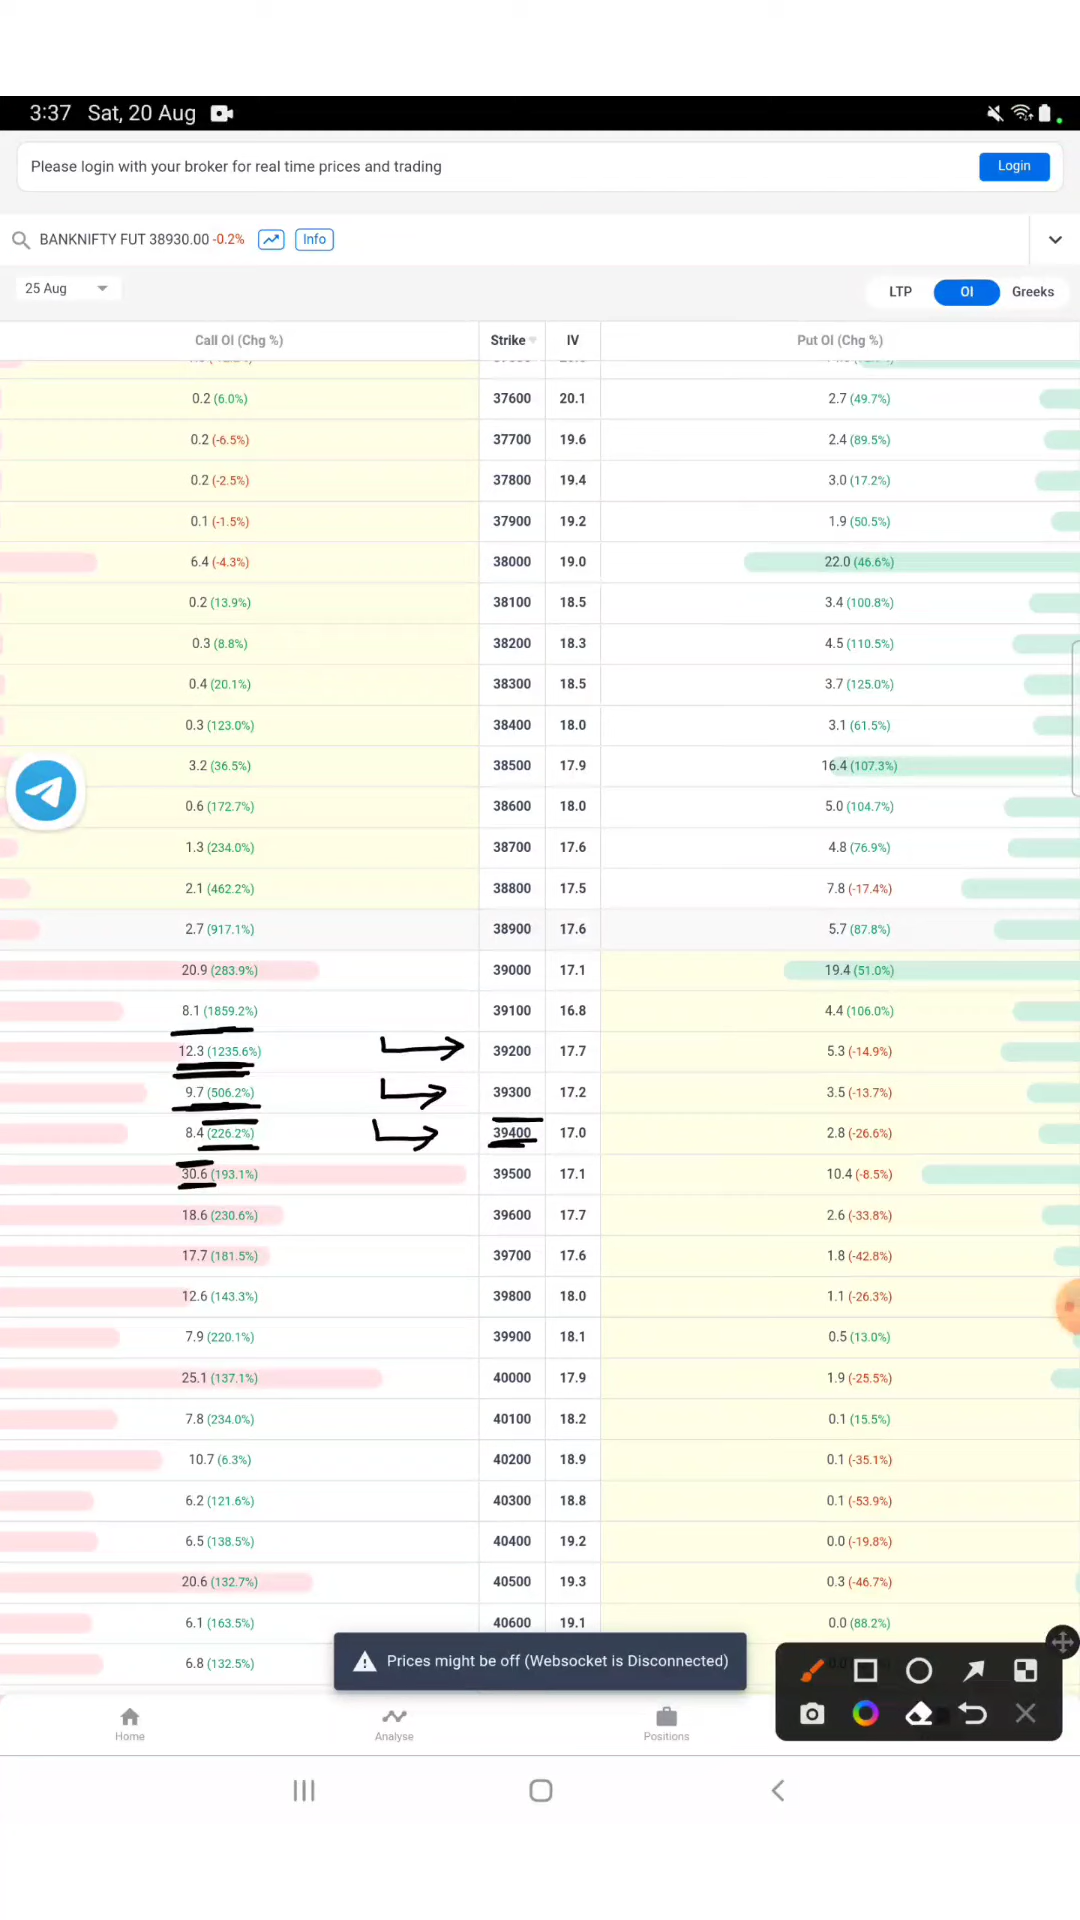 3:37 Sat, 20 Aug
Please login with your broker for real time prices and trading Login
BANKNIFTY FUT 38930.00 -0.2% Info
25 Aug LTP OI Greeks
Call OI (Chg %) Strike IV Put OI (Chg %)
0.2 (6.0%) 37600 20.1 2.7 (49.7%)
0.2 (-6.5%) 37700 19.6 2.4 (89.5%)
0.2 (-2.5%) 37800 19.4 3.0 (17.2%)
0.1 (-1.5%) 37900 19.2 1.9 (50.5%)
6.4 (-4.3%) 38000 19.0 22.0 (46.6%)
0.2 (13.9%) 38100 18.5 3.4 (100.8%)
0.3 (8.8%) 38200 18.3 4.5 (110.5%)
0.4 (20.1%) 38300 18.5 3.7 (125.0%)
0.3 (123.0%) 38400 18.0 3.1 (61.5%)
3.2 (36.5%) 38500 17.9 16.4 (107.3%)
0.6 (172.7%) 38600 18.0 5.0 (104.7%)
1.3 (234.0%) 38700 17.6 4.8 (76.9%)
2.1 (462.2%) 38800 17.5 7.8 (-17.4%)
2.7 (917.1%) 38900 17.6 5.7 (87.8%)
20.9 (283.9%) 39000 17.1 19.4 (51.0%)
8.1 (1859.2%) 39100 16.8 4.4 (106.0%)
12.3 (1235.6%) 39200 17.7 5.3 (-14.9%)
9.7 (506.2%) 39300 17.2 3.5 (-13.7%)
8.4 (226.2%) 39400 17.0 2.8 (-26.6%)
30.6 (193.1%) 39500 17.1 10.4 (-8.5%)
18.6 (230.6%) 39600 17.7 2.6 (-33.8%)
17.7 (181.5%) 39700 17.6 1.8 (-42.8%)
12.6 (143.3%) 39800 18.0 1.1 (-26.3%)
7.9 (220.1%) 39900 18.1 0.5 (13.0%)
25.1 (137.1%) 40000 17.9 1.9 (-25.5%)
7.8 (234.0%) 40100 18.2 0.1 (15.5%)
10.7 (6.3%) 40200 18.9 0.1 (-35.1%)
6.2 (121.6%) 40300 18.8 0.1 (-53.9%)
6.5 (138.5%) 40400 19.2 0.0 (-19.8%)
20.6 (132.7%) 40500 19.3 0.3 (-46.7%)
6.1 (163.5%) 40600 19.1 0.0 (88.2%)
6.8 (132.5%)
Prices might be off (Websocket is Disconnected)
Home Analyse Positions